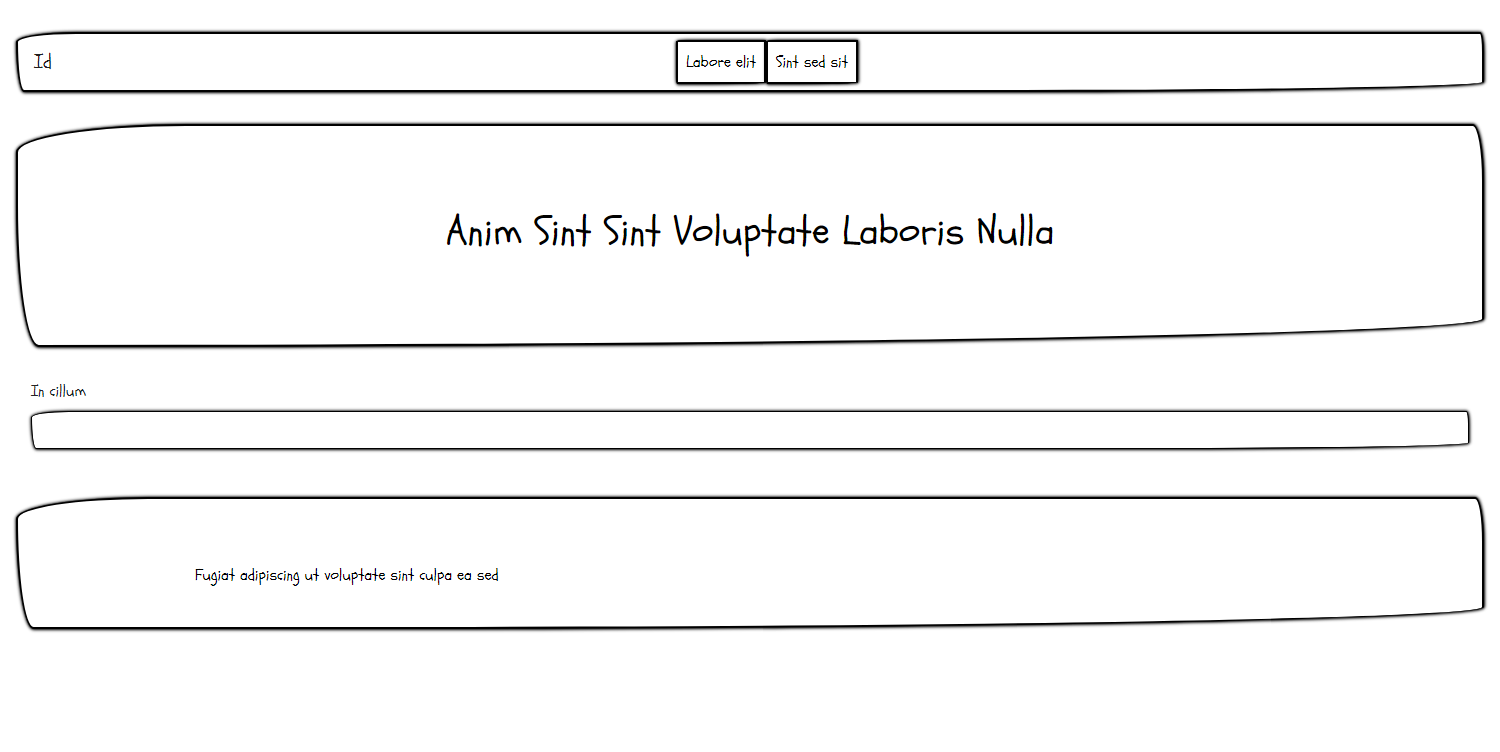 Id
Labore elit
Sint sed sit
Anim Sint Sint Voluptate Laboris Nulla
In cillum
Fugiat adipiscing ut voluptate sint culpa ea sed